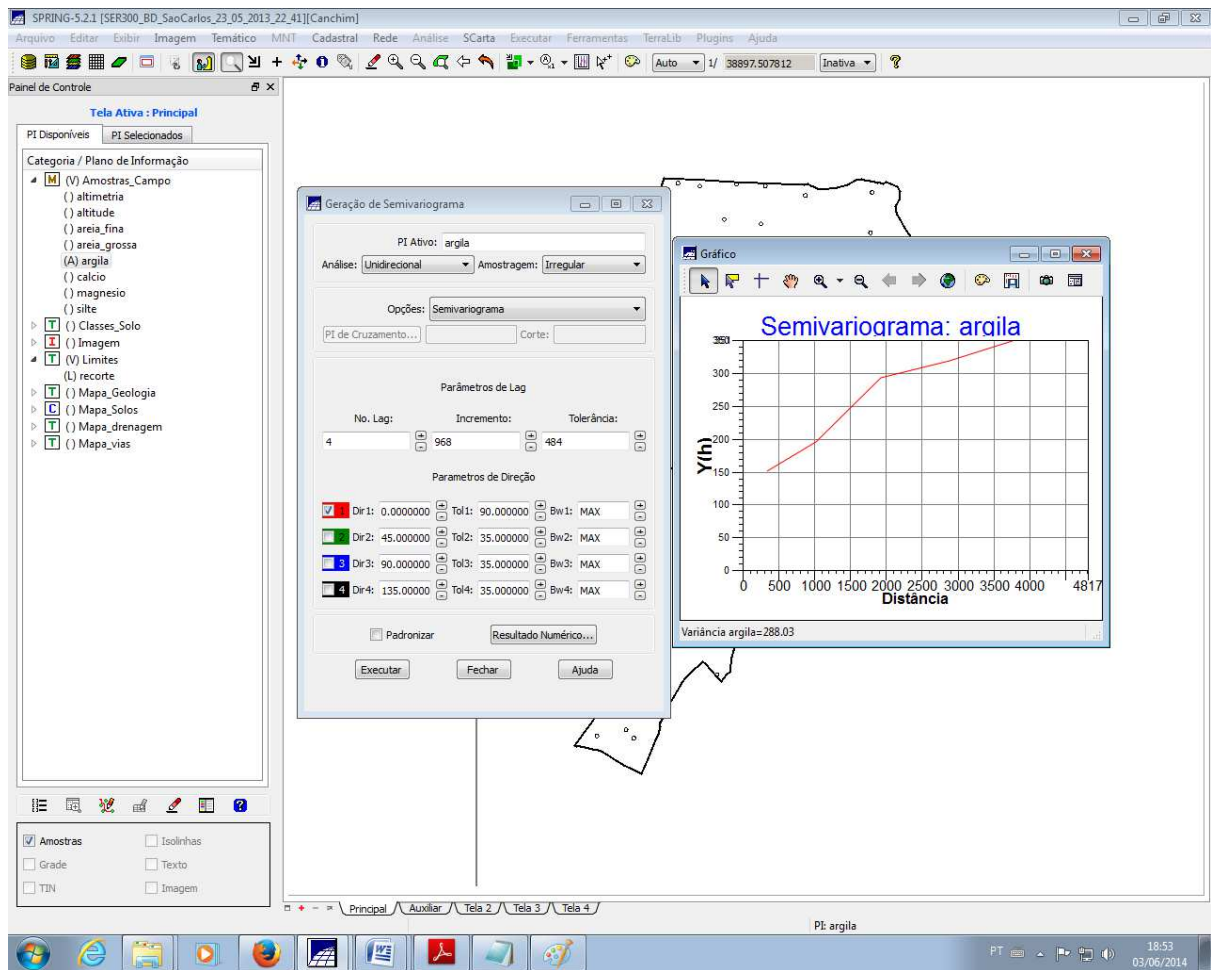 SPRING-5.2.1 [SER300_BD_SaoCarlos_23_05_2013_22_41][Canchim]
Arquivo Editar Exibir Imagem Temático MNT Cadastral Rede Análise SCarta Executar Ferramentas TerraLib Plugins Ajuda
Auto 1/ 38897.507812 Inativa
Painel de Controle
Tela Ativa : Principal
PI Disponíveis PI Selecionados
Categoria / Plano de Informação
M (V) Amostras_Campo
( ) altimetria
( ) altitude
( ) areia_fina
( ) areia_grossa
(A) argila
( ) calcio
( ) magnesio
( ) silte
T ( ) Classes_Solo
I ( ) Imagem
T (V) Limites
(L) recorte
T ( ) Mapa_Geologia
C ( ) Mapa_Solos
T ( ) Mapa_drenagem
T ( ) Mapa_vias
Amostras Isolinhas
Grade Texto
TIN Imagem
Geração de Semivariograma
PI Ativo: argila
Análise: Unidirecional Amostragem: Irregular
Opções: Semivariograma
PI de Cruzamento... Corte:
Parâmetros de Lag
No. Lag: Incremento: Tolerância:
4 968 484
Parametros de Direção
1 Dir1: 0.0000000 Tol1: 90.000000 Bw1: MAX
2 Dir2: 45.000000 Tol2: 35.000000 Bw2: MAX
3 Dir3: 90.000000 Tol3: 35.000000 Bw3: MAX
4 Dir4: 135.00000 Tol4: 35.000000 Bw4: MAX
Padronizar Resultado Numérico...
Executar Fechar Ajuda
Gráfico
Semivariograma: argila
Y(h)
350
300
250
200
150
100
50
0
0 500 1000 1500 2000 2500 3000 3500 4000 4817
Distância
Variância argila=288.03
Principal Auxiliar Tela 2 Tela 3 Tela 4
PI: argila
PT
18:53
03/06/2014